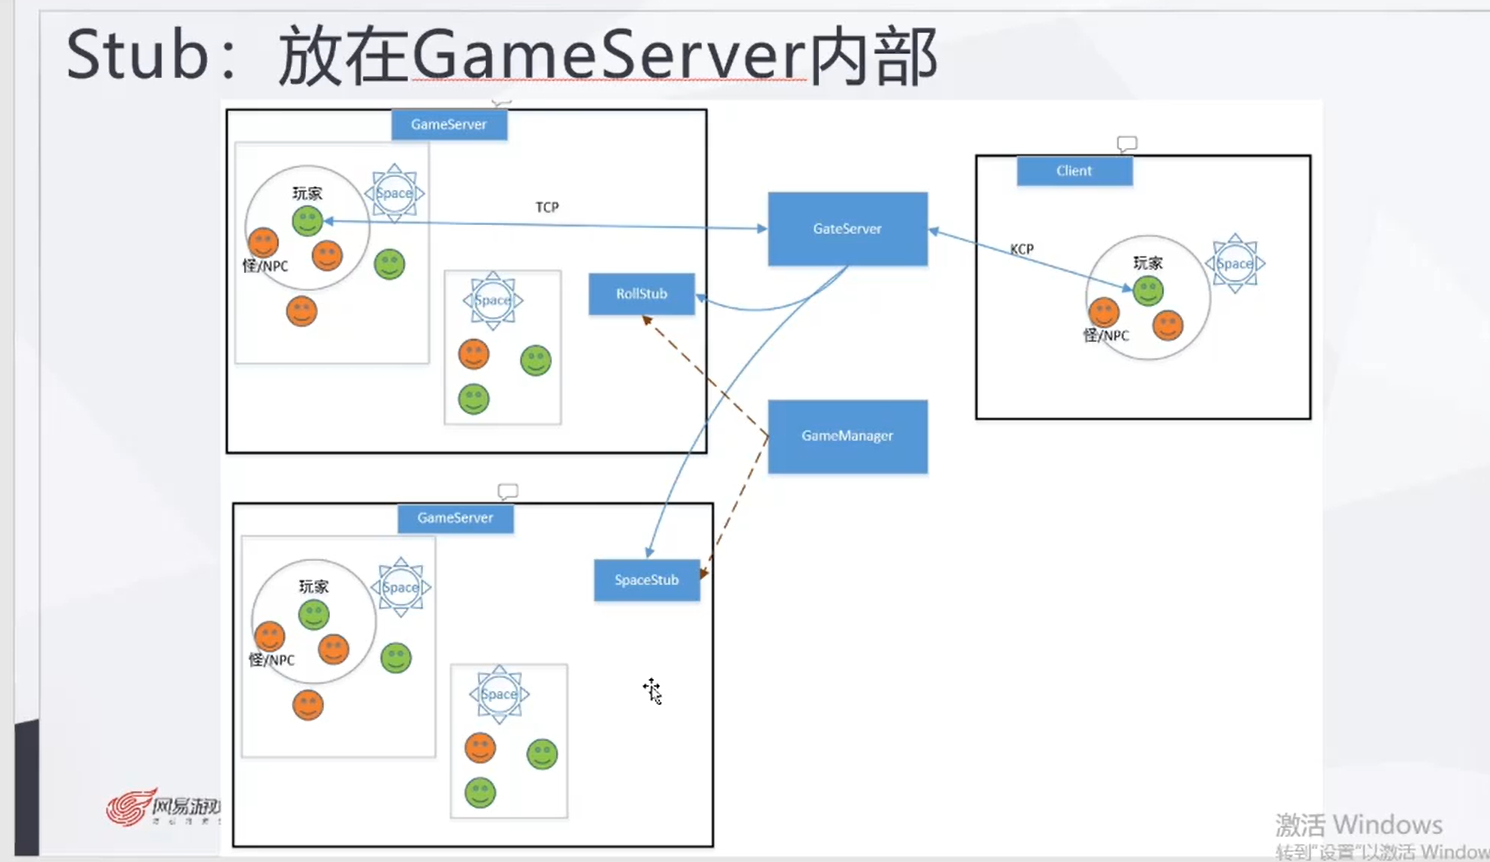 Stub：放在GameServer内部
GameServer
玩家
Space
怪/NPC
TCP
Space
RollStub
GateServer
KCP
Client
玩家
Space
怪/NPC
GameManager
GameServer
玩家
Space
怪/NPC
SpaceStub
Space
网易游戏
激活 Windows
转到"设置"以激活 Window